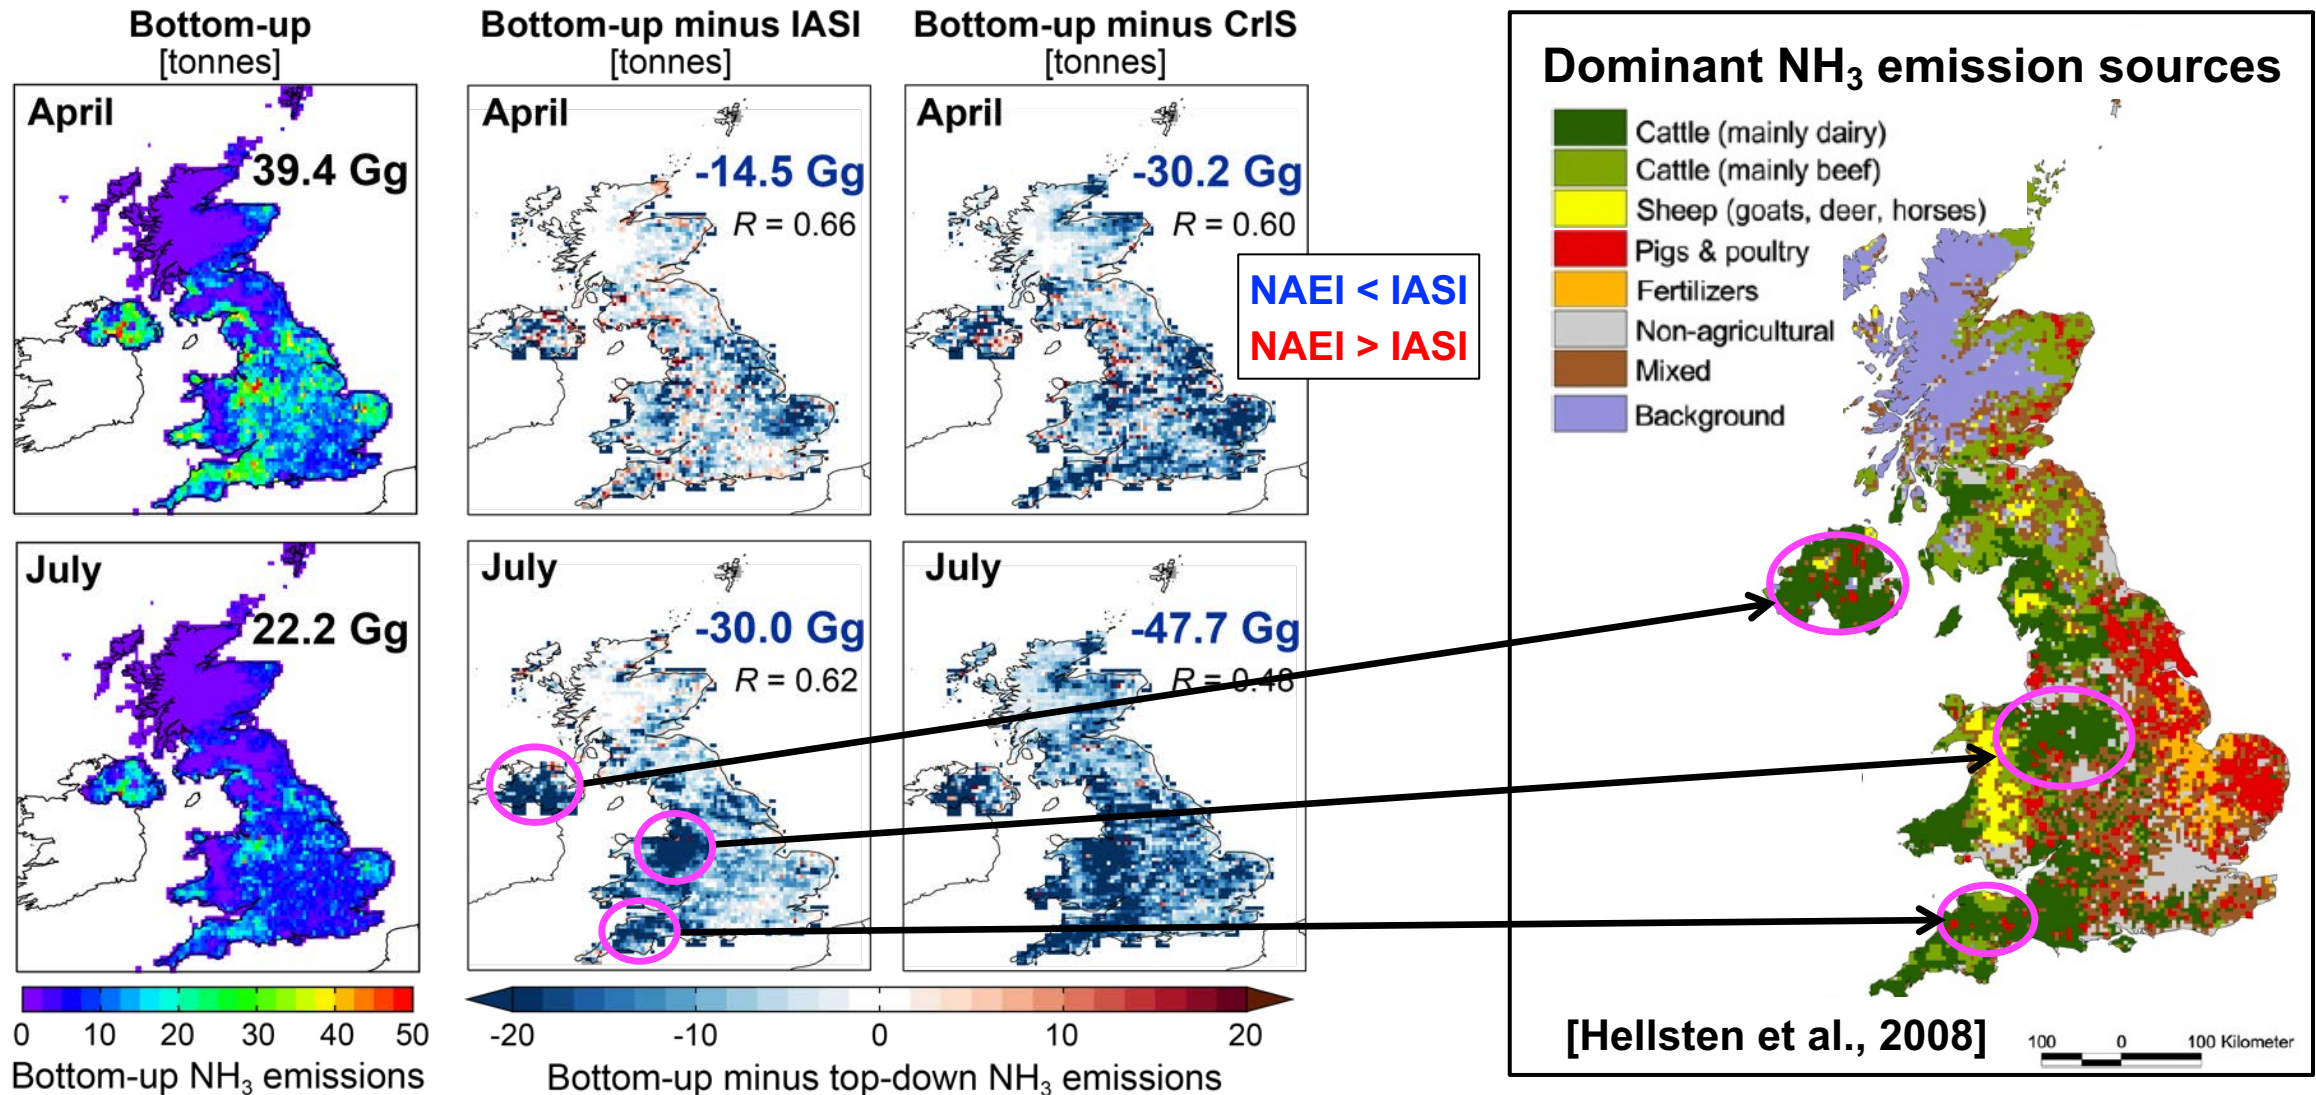 Bottom-up
[tonnes]
Bottom-up minus IASI
[tonnes]
Bottom-up minus CrIS
[tonnes]
April
39.4 Gg
April
-14.5 Gg
R = 0.66
April
-30.2 Gg
R = 0.60
NAEI < IASI
NAEI > IASI
July
22.2 Gg
July
-30.0 Gg
R = 0.62
July
-47.7 Gg
R = 0.48
0 10 20 30 40 50
Bottom-up NH₃ emissions
-20 -10 0 10 20
Bottom-up minus top-down NH₃ emissions
Dominant NH₃ emission sources
Cattle (mainly dairy)
Cattle (mainly beef)
Sheep (goats, deer, horses)
Pigs & poultry
Fertilizers
Non-agricultural
Mixed
Background
[Hellsten et al., 2008]
100 0 100 Kilometer